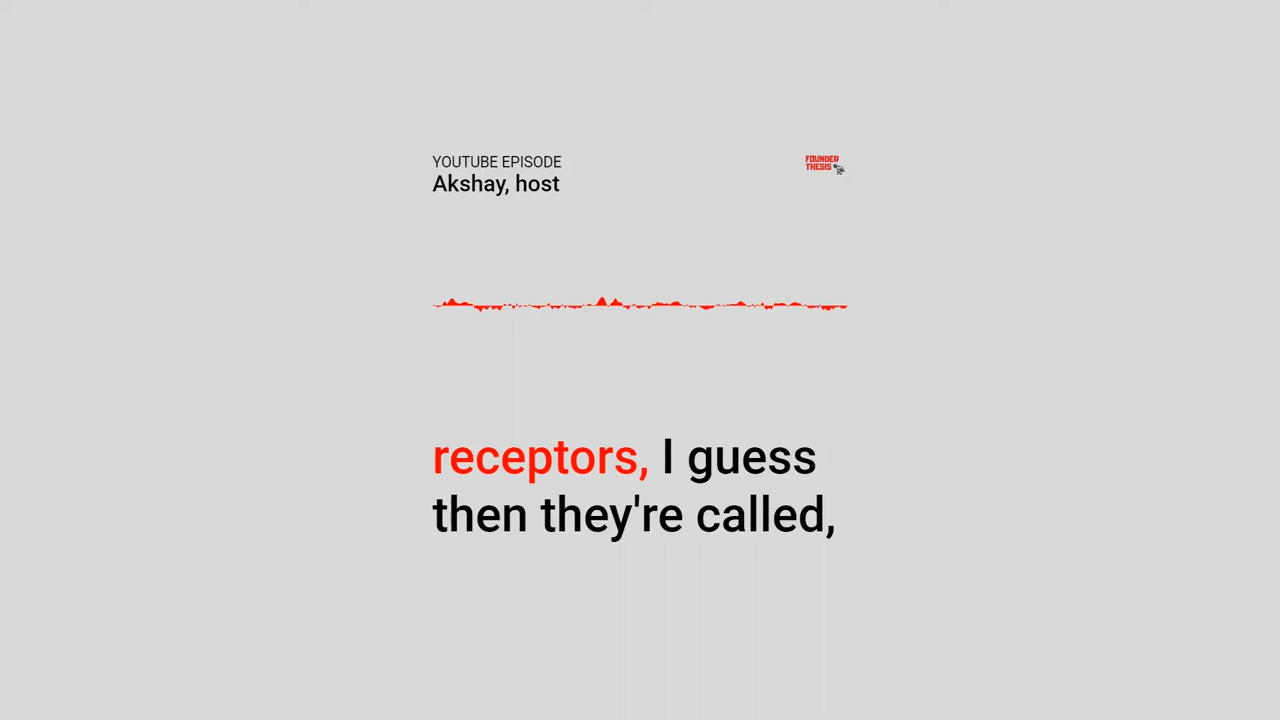 YOUTUBE EPISODE
Akshay, host
FOUNDER
THESIS
receptors, I guess
then they're called,